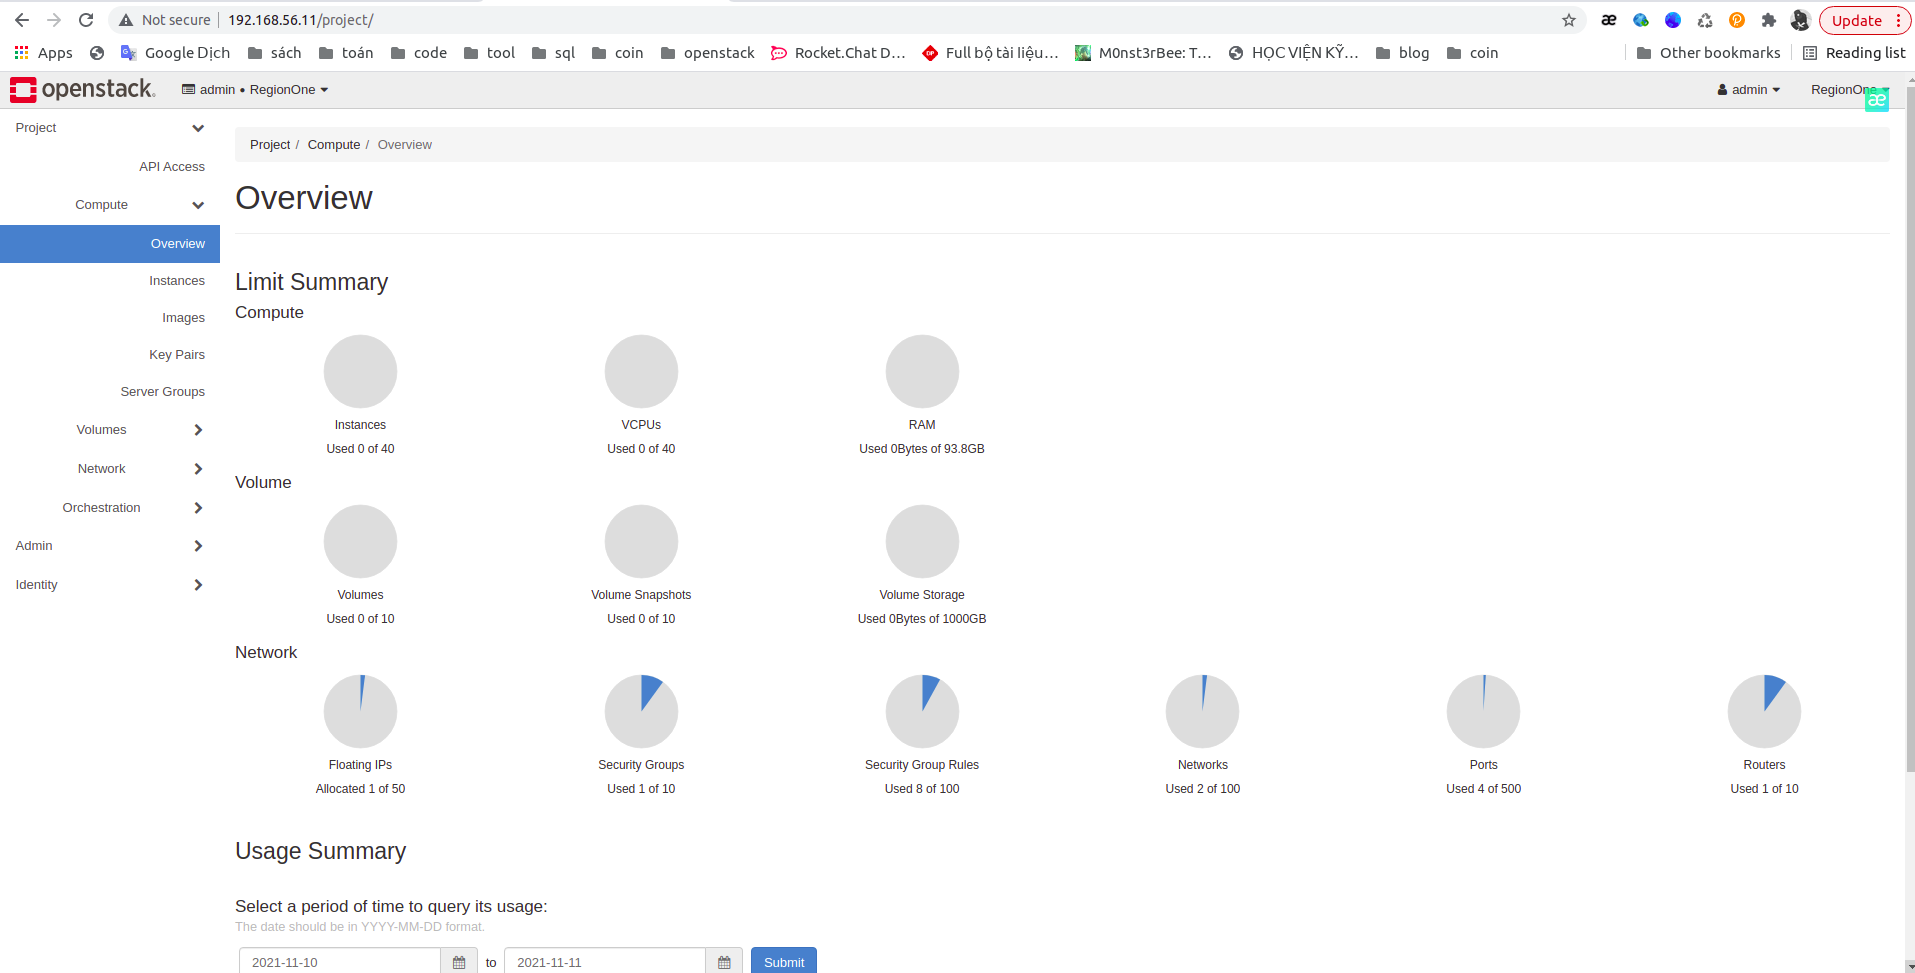 Not secure | 192.168.56.11/project/
æ
Update
Apps Google Dịch sách toán code tool sql coin openstack Rocket.Chat D... Full bộ tài liệu... M0nst3rBee: T... HỌC VIỆN KỸ... blog coin Other bookmarks Reading list
openstack. admin • RegionOne admin RegionOne
æ
Project
API Access
Compute
Overview
Instances
Images
Key Pairs
Server Groups
Volumes
Network
Orchestration
Admin
Identity
Project / Compute / Overview
Overview
Limit Summary
Compute
Instances VCPUs RAM
Used 0 of 40 Used 0 of 40 Used 0Bytes of 93.8GB
Volume
Volumes Volume Snapshots Volume Storage
Used 0 of 10 Used 0 of 10 Used 0Bytes of 1000GB
Network
Floating IPs Security Groups Security Group Rules Networks Ports Routers
Allocated 1 of 50 Used 1 of 10 Used 8 of 100 Used 2 of 100 Used 4 of 500 Used 1 of 10
Usage Summary
Select a period of time to query its usage:
The date should be in YYYY-MM-DD format.
2021-11-10 to 2021-11-11 Submit